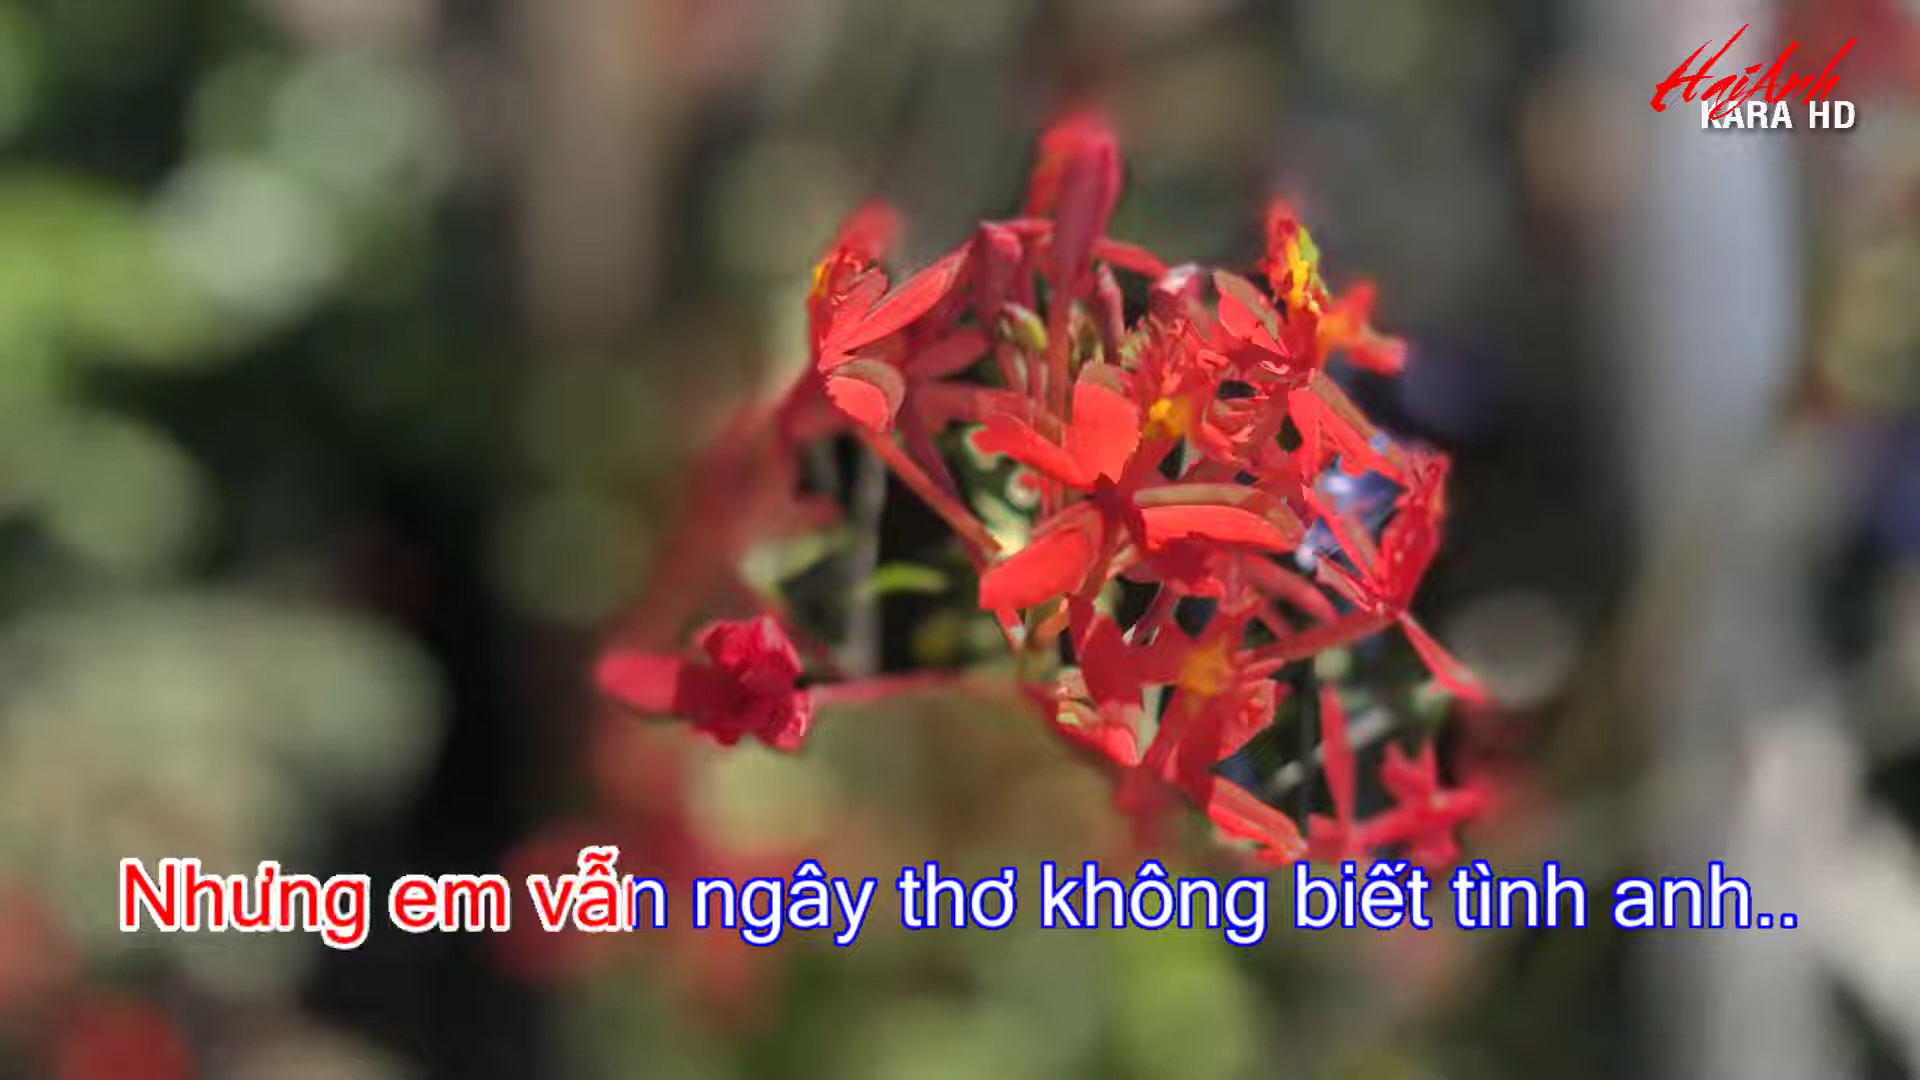 HaiAnh
KARA HD
Nhưng em vẫn ngây thơ không biết tình anh..